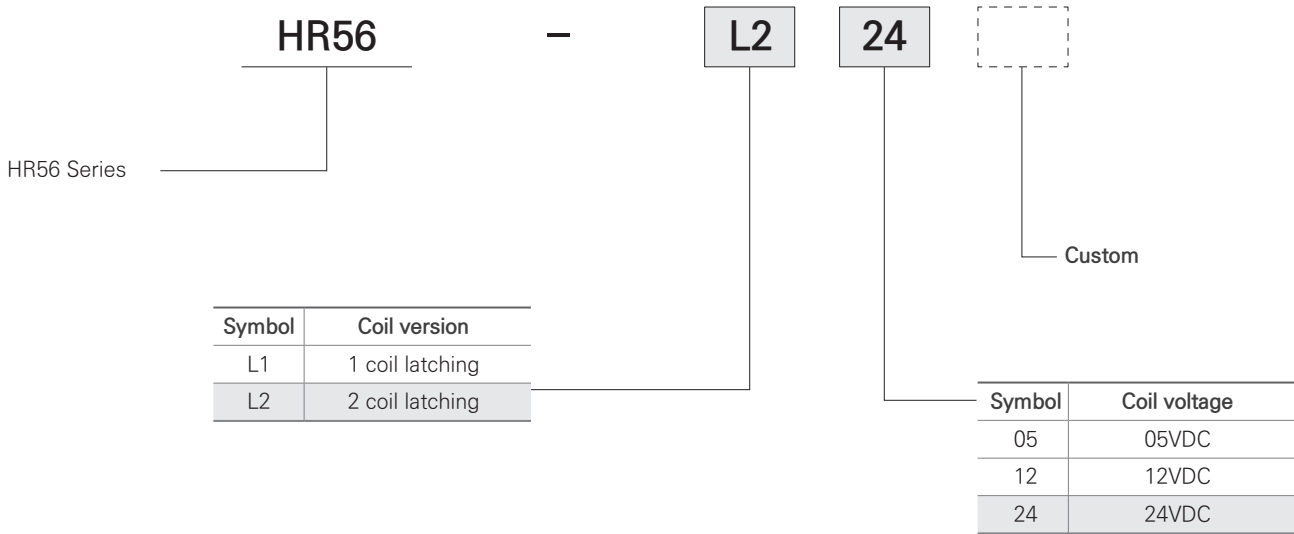 HR56 – L2 24
HR56 Series
Custom
Symbol Coil version
L1 1 coil latching
L2 2 coil latching
Symbol Coil voltage
05 05VDC
12 12VDC
24 24VDC